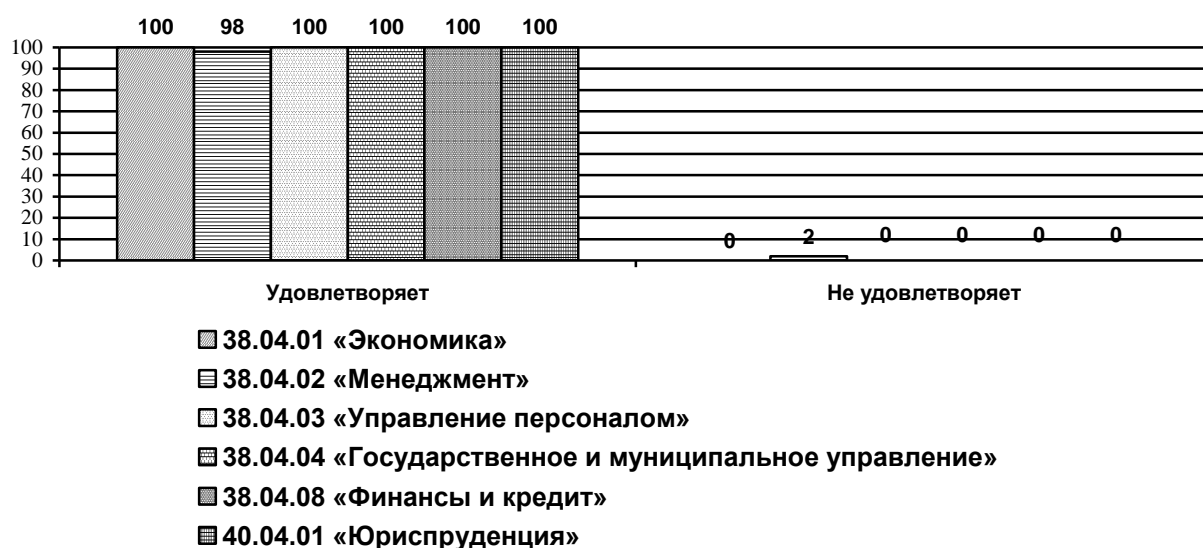 100 98 100 100 100 100
100
90
80
70
60
50
40
30
20
10
0
0 2 0 0 0 0
Удовлетворяет Не удовлетворяет
38.04.01 «Экономика»
38.04.02 «Менеджмент»
38.04.03 «Управление персоналом»
38.04.04 «Государственное и муниципальное управление»
38.04.08 «Финансы и кредит»
40.04.01 «Юриспруденция»